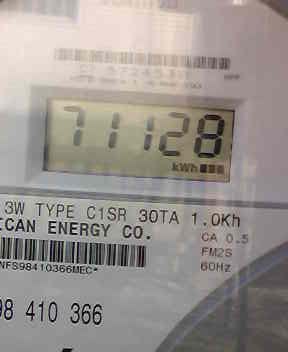 71128
kWh
3W TYPE C1SR 30TA 1.0Kh
ICAN ENERGY CO.
CA 0.5
FM2S
60Hz
NFS98410366MEC*
98 410 366